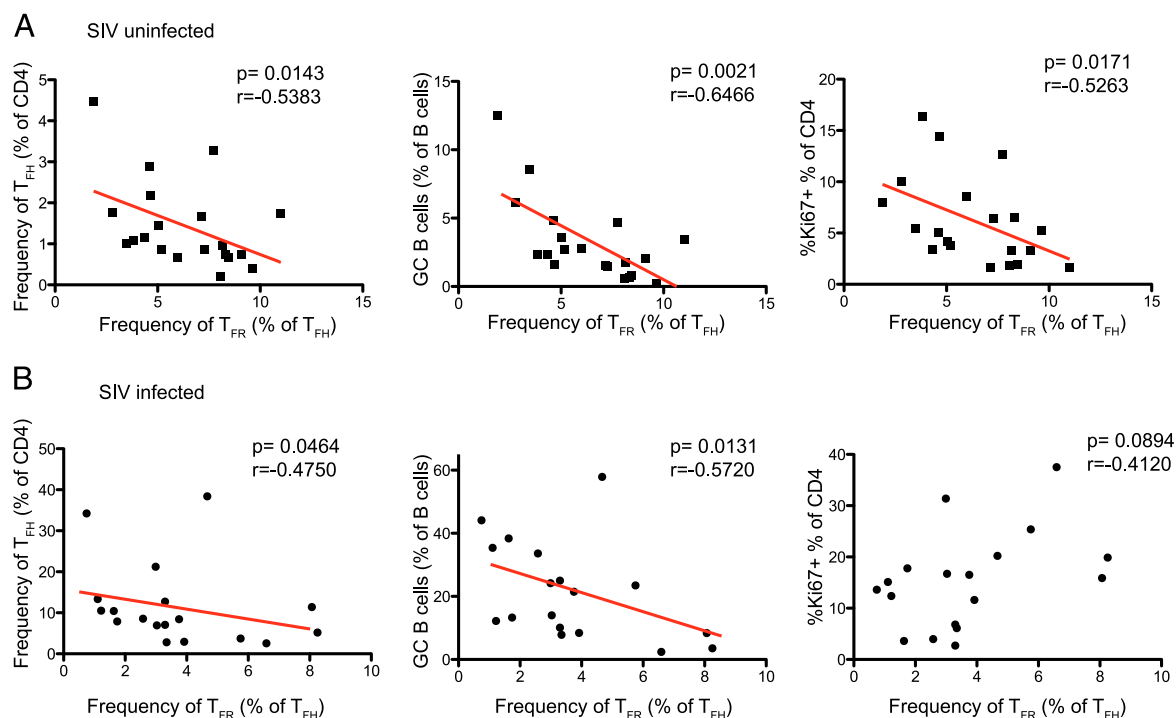 A
SIV uninfected
p= 0.0143
r=-0.5383
Frequency of TFH (% of CD4)
5
4
3
2
1
0
0 5 10 15
Frequency of TFR (% of TFH)
p= 0.0021
r=-0.6466
GC B cells (% of B cells)
15
10
5
0
0 5 10 15
Frequency of TFR (% of TFH)
p= 0.0171
r=-0.5263
%Ki67+ % of CD4
20
15
10
5
0
0 5 10 15
Frequency of TFR (% of TFH)
B
SIV infected
p= 0.0464
r=-0.4750
Frequency of TFH (% of CD4)
50
40
30
20
10
0
0 2 4 6 8 10
Frequency of TFR (% of TFH)
p= 0.0131
r=-0.5720
GC B cells (% of B cells)
60
40
20
0
0 2 4 6 8 10
Frequency of TFR (% of TFH)
p= 0.0894
r=-0.4120
%Ki67+ % of CD4
40
30
20
10
0
0 2 4 6 8 10
Frequency of TFR (% of TFH)